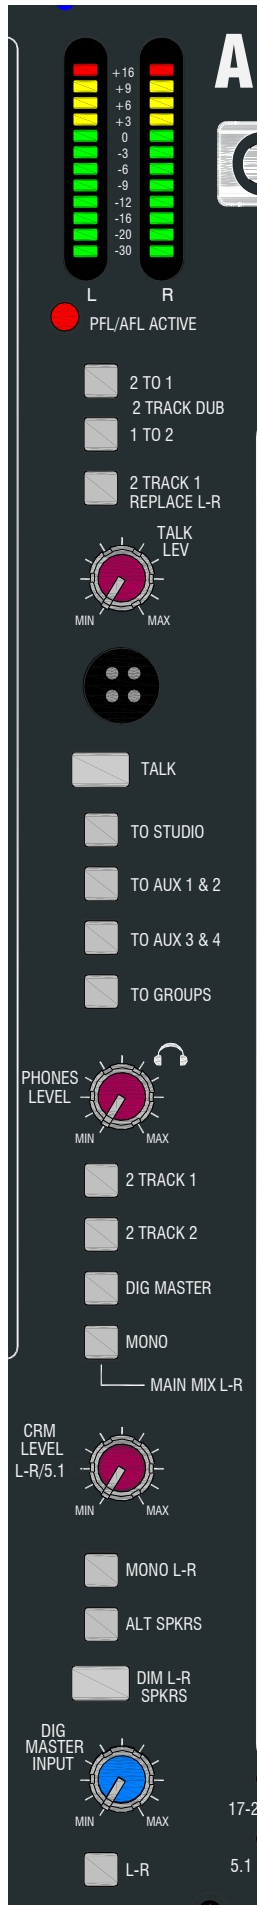 A
+16
+9
+6
+3
0
-3
-6
-9
-12
-16
-20
-30
L R
PFL/AFL ACTIVE
2 TO 1
2 TRACK DUB
1 TO 2
2 TRACK 1
REPLACE L-R
TALK
LEV
MIN MAX
TALK
TO STUDIO
TO AUX 1 & 2
TO AUX 3 & 4
TO GROUPS
PHONES
LEVEL
MIN MAX
2 TRACK 1
2 TRACK 2
DIG MASTER
MONO
MAIN MIX L-R
CRM
LEVEL
L-R/5.1
MIN MAX
MONO L-R
ALT SPKRS
DIM L-R
SPKRS
DIG
MASTER
INPUT
MIN MAX
17-2
L-R
5.1